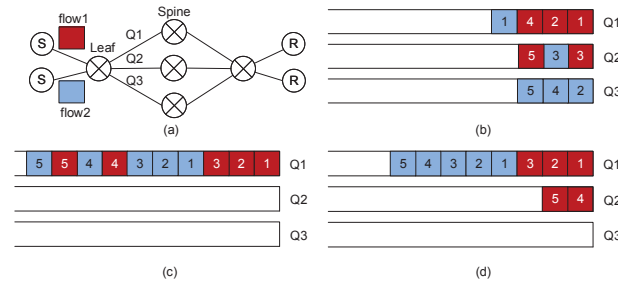 flow1
flow2
S
S
Leaf
Spine
Q1
Q2
Q3
R
R
(a)
1 4 2 1 Q1
5 3 3 Q2
5 4 2 Q3
(b)
5 5 4 4 3 2 1 3 2 1 Q1
Q2
Q3
(c)
5 4 3 2 1 3 2 1 Q1
5 4 Q2
Q3
(d)